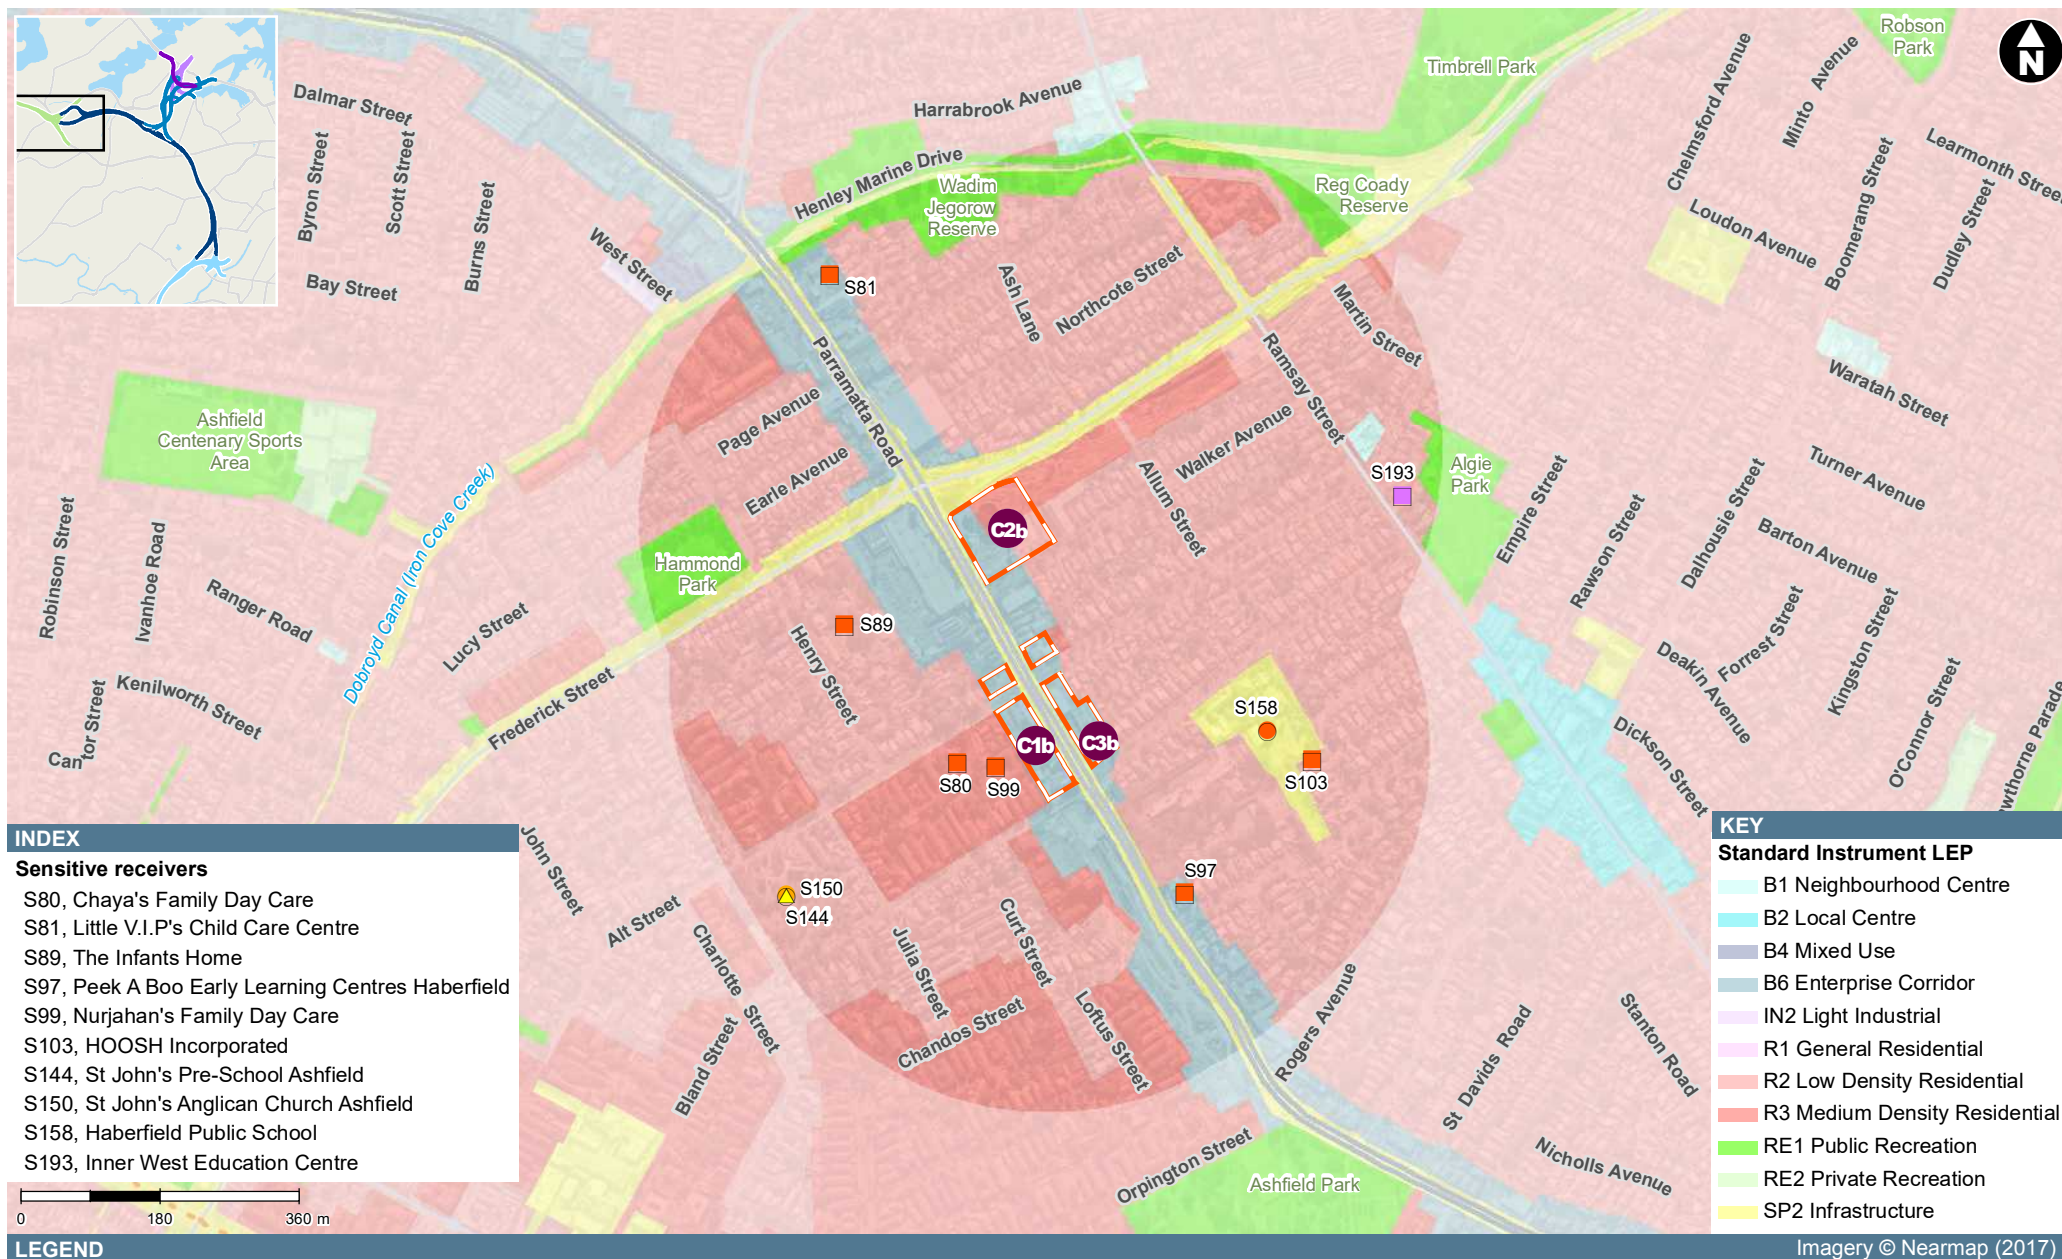 Robson
Park
Timbrell Park
N
Harrabrook Avenue
Dalmar Street
Byron Street
Scott Street
Burns Street
Bay Street
West Street
Henley Marine Drive
Wadim
Jegorow
Reserve
Reg Coady
Reserve
Chelmsford Avenue
Minto Avenue
Learmonth Street
Boomerang Street
Dudley Street
Loudon Avenue
S81
Ash Lane
Northcote Street
Martin Street
Parramatta Road
Ramsay Street
Waratah Street
Ashfield
Centenary Sports
Area
Page Avenue
Earle Avenue
Walker Avenue
Allum Street
S193
Algie
Park
Empire Street
Rawson Street
Dalhousie Street
Turner Avenue
Barton Avenue
Dobroyd Canal (Iron Cove Creek)
C2b
Hammond
Park
Robinson Street
Ivanhoe Road
Ranger Road
Lucy Street
S89
Henry Street
Forrest Street
Kingston Street
Deakin Avenue
O'Connor Street
wthorne Parade
Kenilworth Street
Cantor Street
Frederick Street
S158
C1b
C3b
S80
S99
S103
Dickson Street
S97
John Street
Alt Street
S150
S144
Charlotte Street
Julia Street
Curt Street
Loftus Street
Chandos Street
Bland Street
Rogers Avenue
St Davids Road
Stanton Road
Nicholls Avenue
Orpington Street
Ashfield Park
INDEX
Sensitive receivers
S80, Chaya's Family Day Care
S81, Little V.I.P's Child Care Centre
S89, The Infants Home
S97, Peek A Boo Early Learning Centres Haberfield
S99, Nurjahan's Family Day Care
S103, HOOSH Incorporated
S144, St John's Pre-School Ashfield
S150, St John's Anglican Church Ashfield
S158, Haberfield Public School
S193, Inner West Education Centre
0 180 360 m
KEY
Standard Instrument LEP
B1 Neighbourhood Centre
B2 Local Centre
B4 Mixed Use
B6 Enterprise Corridor
IN2 Light Industrial
R1 General Residential
R2 Low Density Residential
R3 Medium Density Residential
RE1 Public Recreation
RE2 Private Recreation
SP2 Infrastructure
LEGEND
Imagery © Nearmap (2017)